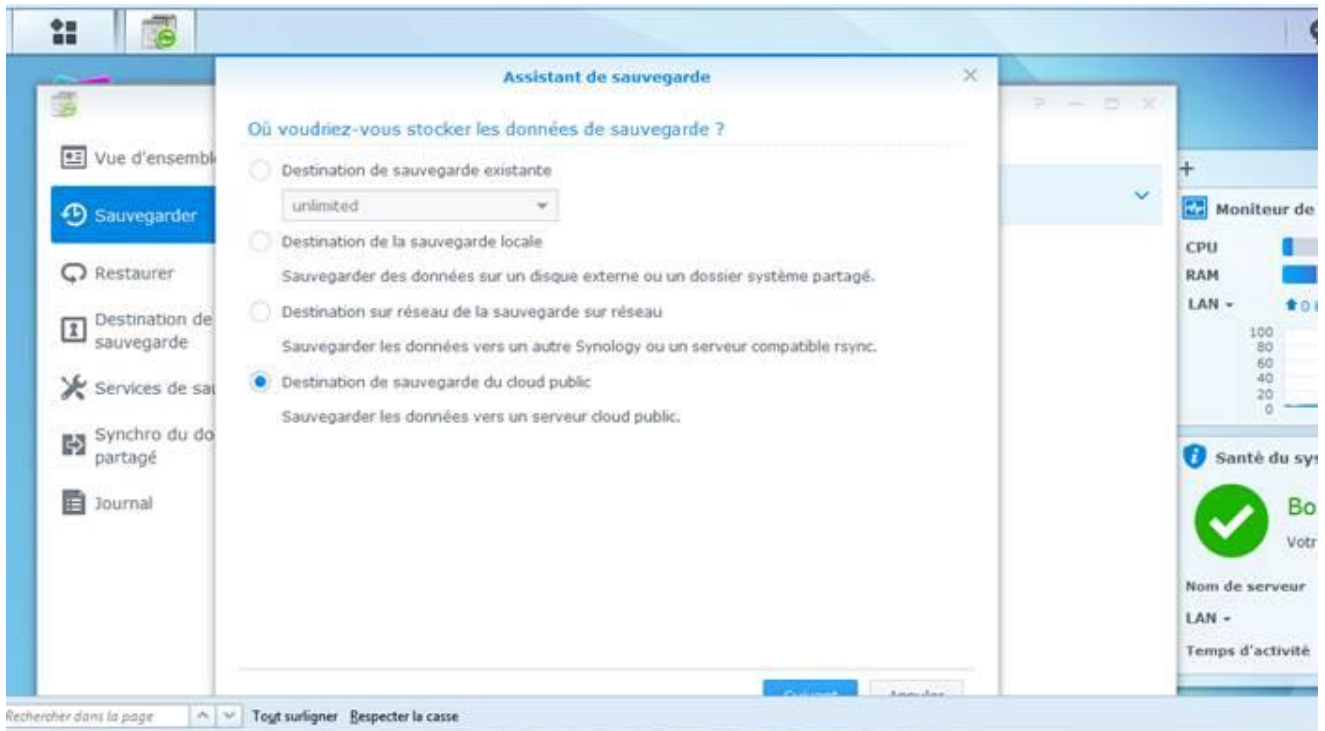 Assistant de sauvegarde
Où voudriez-vous stocker les données de sauvegarde ?
Destination de sauvegarde existante
unlimited
Destination de la sauvegarde locale
Sauvegarder des données sur un disque externe ou un dossier système partagé.
Destination sur réseau de la sauvegarde sur réseau
Sauvegarder les données vers un autre Synology ou un serveur compatible rsync.
Destination de sauvegarde du cloud public
Sauvegarder les données vers un serveur cloud public.
Suivant
Annuler
Vue d'ensembl
Sauvegarder
Restaurer
Destination de
sauvegarde
Services de sau
Synchro du do
partagé
Journal
Moniteur de
CPU
RAM
LAN
0
100
80
60
40
20
0
Santé du sys
Bo
Votr
Nom de serveur
LAN
Temps d'activité
Rechercher dans la page
Tout surligner
Respecter la casse